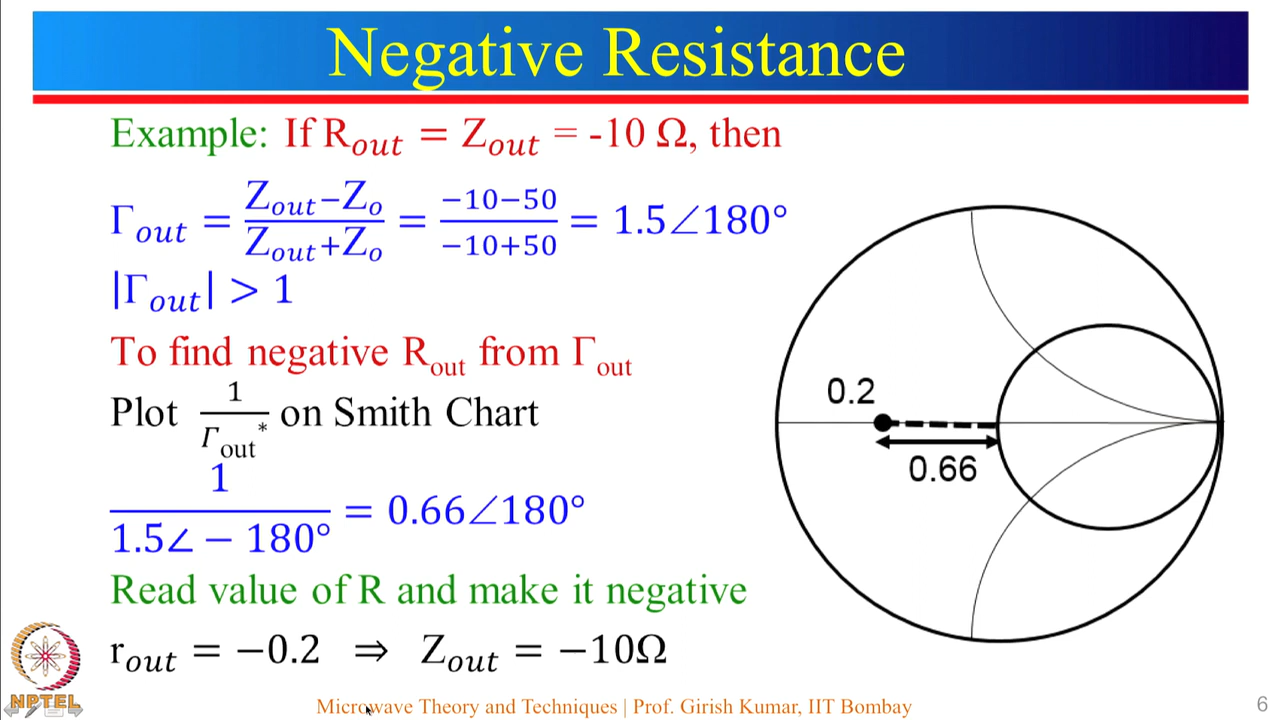 Negative Resistance
Example: If R_out = Z_out = -10 Ω, then
Γ_out = (Z_out−Z_o)/(Z_out+Z_o) = (−10−50)/(−10+50) = 1.5∠180°
|Γ_out| > 1
To find negative R_out from Γ_out
Plot 1/Γ_out* on Smith Chart
1/(1.5∠ − 180°) = 0.66∠180°
Read value of R and make it negative
r_out = −0.2 ⇒ Z_out = −10Ω
0.2
0.66
NPTEL
Microwave Theory and Techniques | Prof. Girish Kumar, IIT Bombay
6